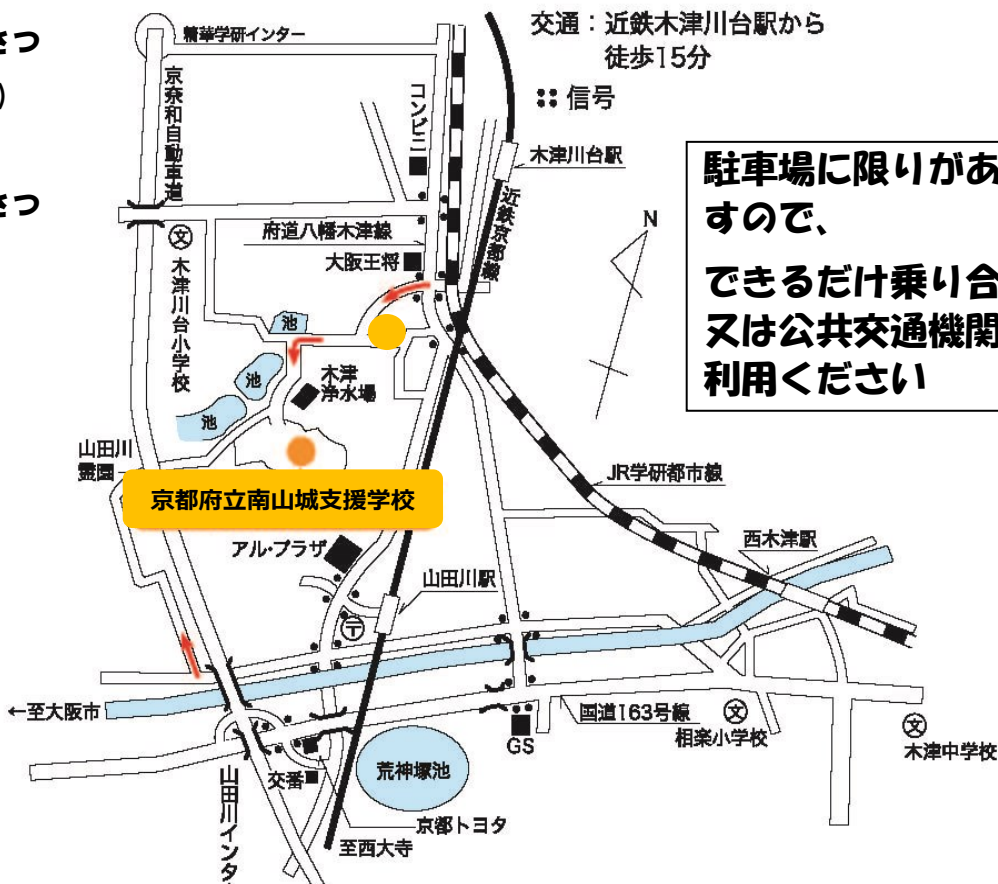 さつ
)
さつ
交通：近鉄木津川台駅から
徒歩15分
信号
駐車場に限りがあ
すので、
できるだけ乗り合
又は公共交通機関
利用ください
精華学研インター
京奈和自動車道
コンビニ
木津川台駅
近鉄京都線
N
府道八幡木津線
大阪王将
文
木津川台小学校
池
池
池
木津
浄水場
山田川
霊園
京都府立南山城支援学校
JR学研都市線
アル・プラザ
西木津駅
山田川駅
〒
←至大阪市
国道163号線
文
相楽小学校
文
木津中学校
GS
交番
荒神塚池
京都トヨタ
至西大寺
山田川インタ